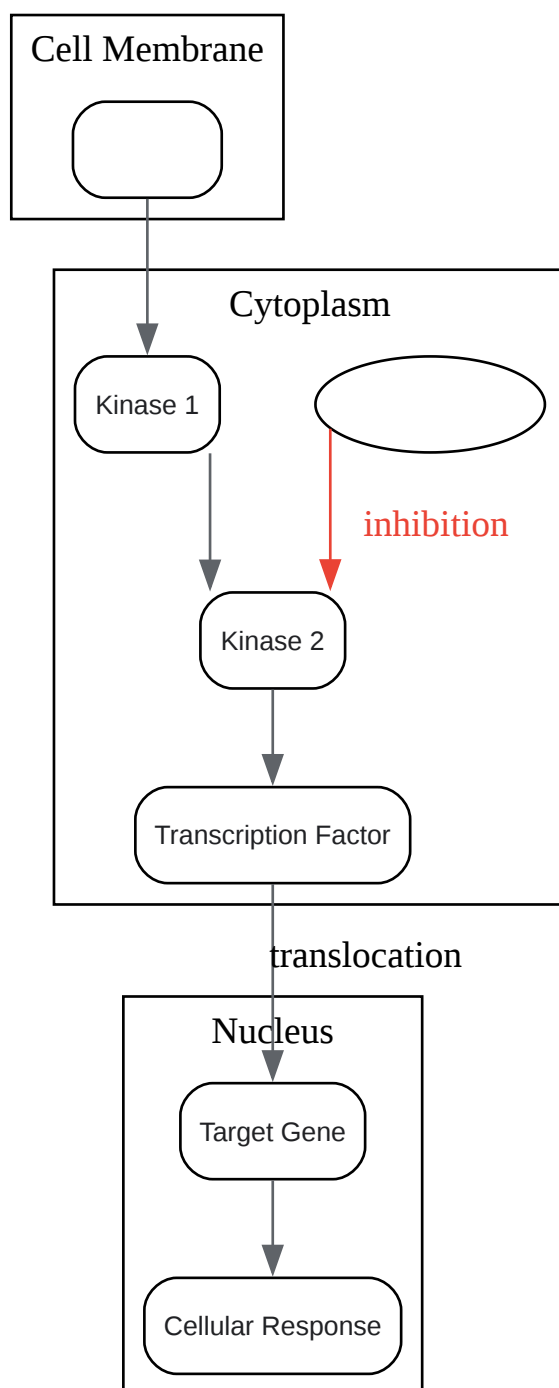 Cell Membrane
Cytoplasm
Kinase 1
inhibition
Kinase 2
Transcription Factor
translocation
Nucleus
Target Gene
Cellular Response